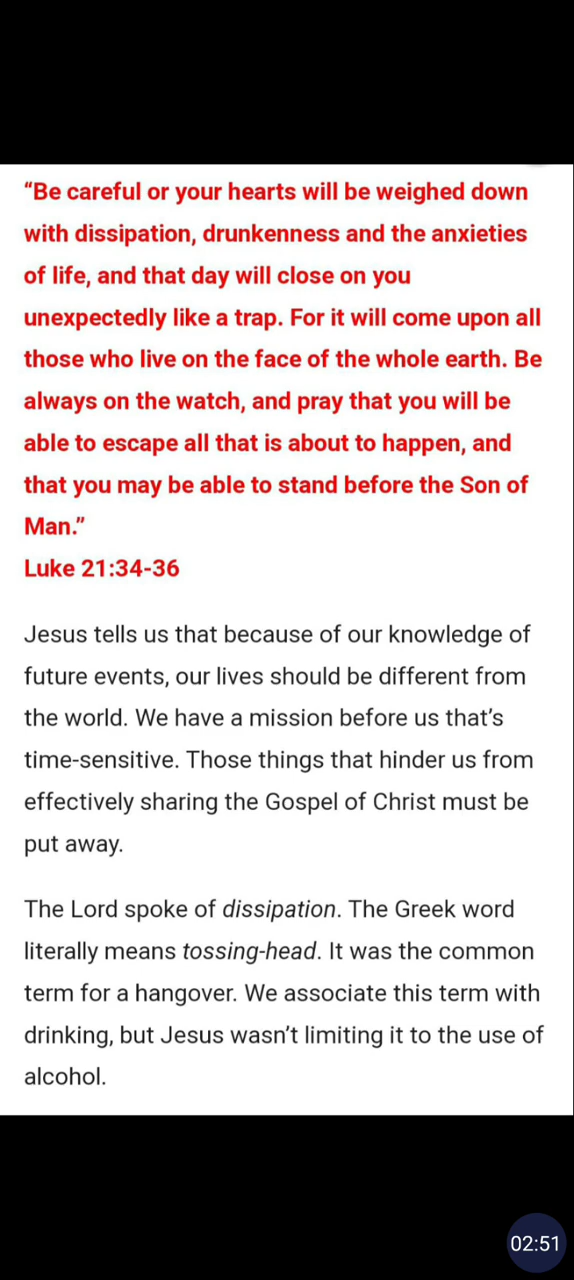 “Be careful or your hearts will be weighed down
with dissipation, drunkenness and the anxieties
of life, and that day will close on you
unexpectedly like a trap. For it will come upon all
those who live on the face of the whole earth. Be
always on the watch, and pray that you will be
able to escape all that is about to happen, and
that you may be able to stand before the Son of
Man.”
Luke 21:34-36
Jesus tells us that because of our knowledge of
future events, our lives should be different from
the world. We have a mission before us that’s
time-sensitive. Those things that hinder us from
effectively sharing the Gospel of Christ must be
put away.
The Lord spoke of dissipation. The Greek word
literally means tossing-head. It was the common
term for a hangover. We associate this term with
drinking, but Jesus wasn’t limiting it to the use of
alcohol.
02:51